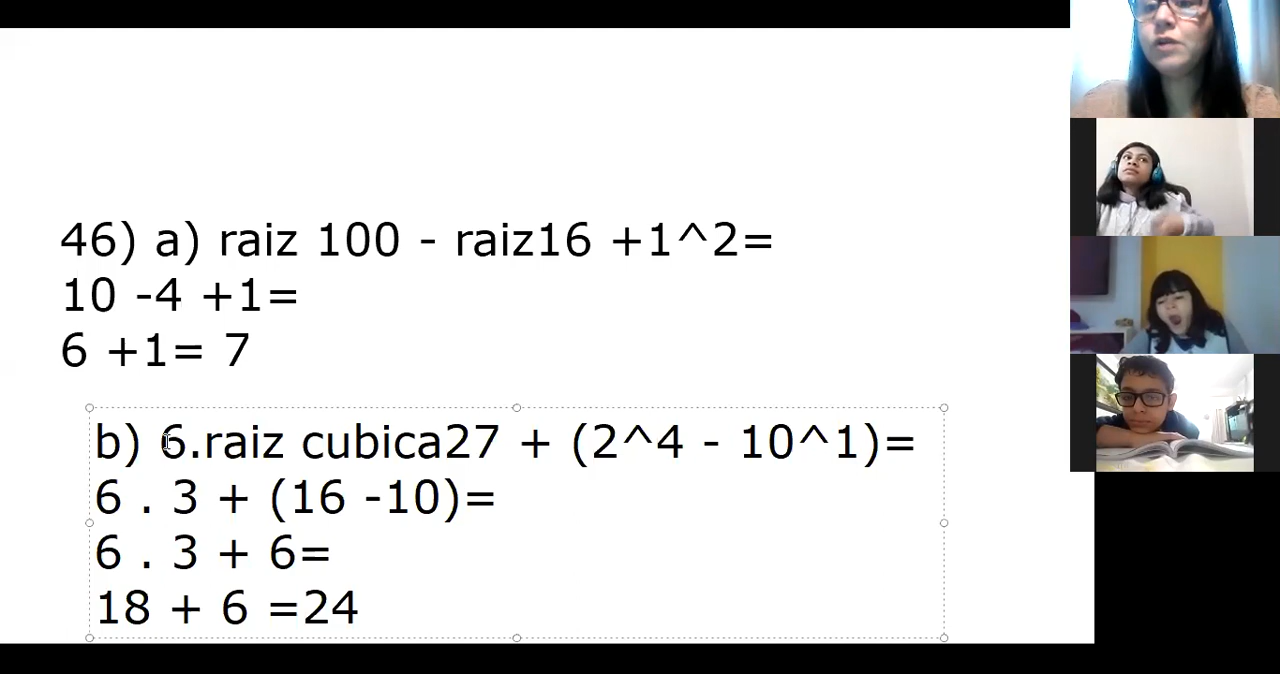 46) a) raiz 100 - raiz16 +1^2=
10 -4 +1=
6 +1= 7
b) 6.raiz cubica27 + (2^4 - 10^1)=
6 . 3 + (16 -10)=
6 . 3 + 6=
18 + 6 =24